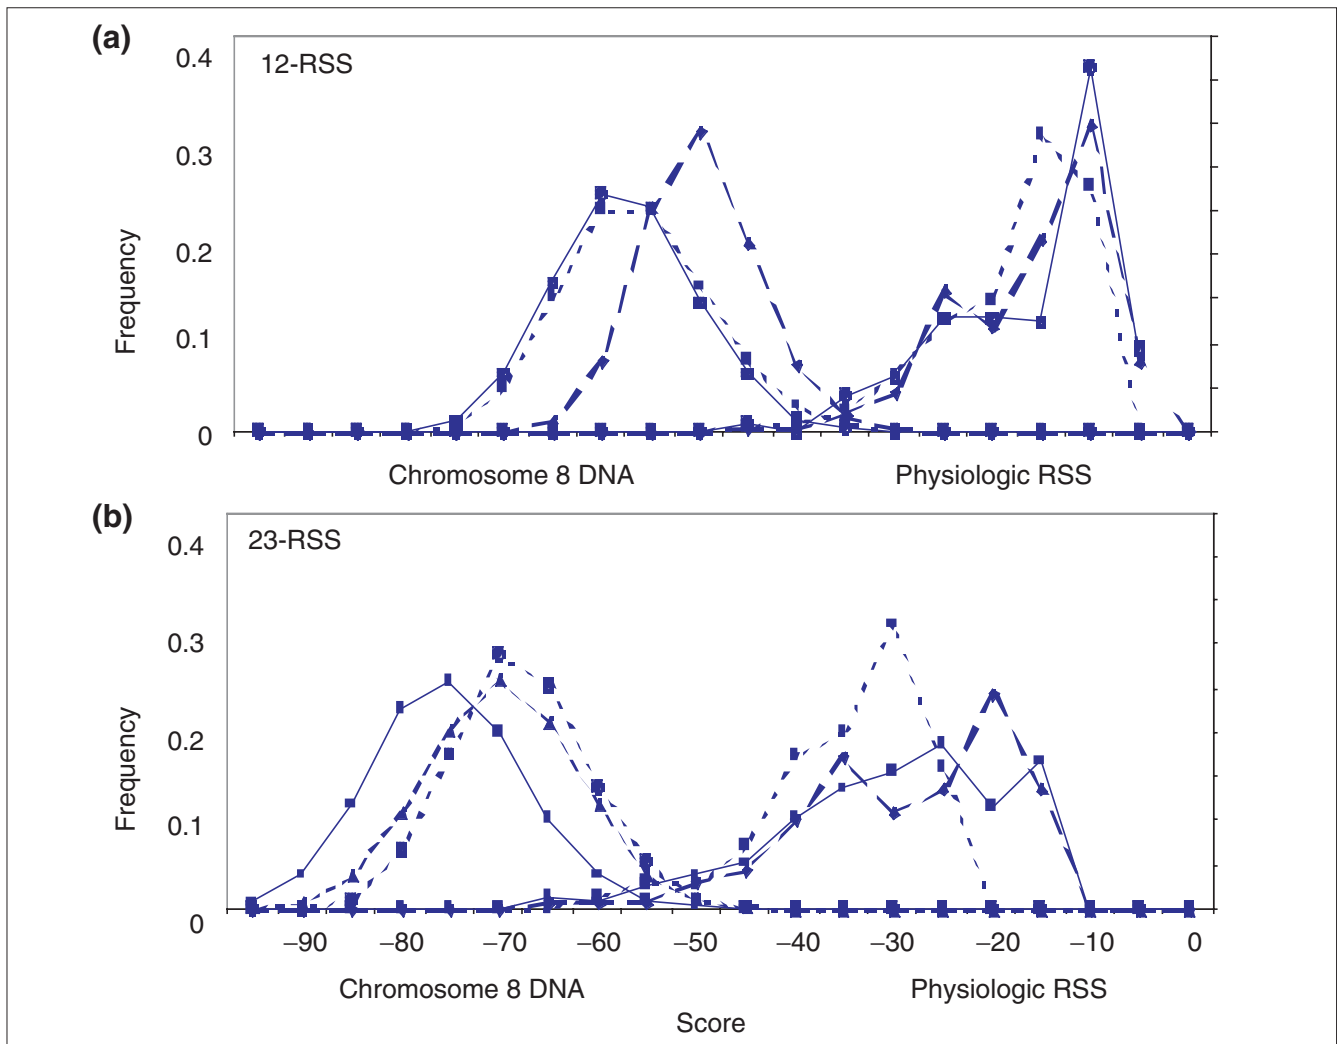 (a)
12-RSS
0.4
0.3
0.2
0.1
0
Frequency
Chromosome 8 DNA Physiologic RSS
(b)
23-RSS
0.4
0.3
0.2
0.1
0
Frequency
–90 –80 –70 –60 –50 –40 –30 –20 –10 0
Chromosome 8 DNA Physiologic RSS
Score